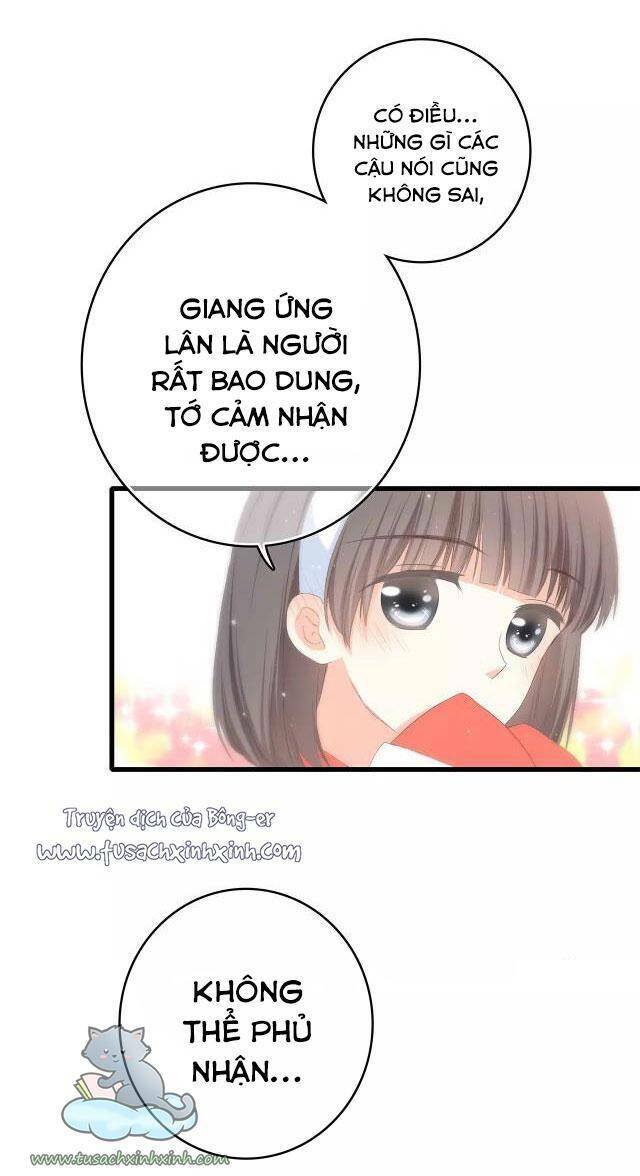 CÓ ĐIỀU...
NHỮNG GÌ CÁC
CẬU NÓI CŨNG
KHÔNG SAI,
GIANG ỨNG
LÂN LÀ NGƯỜI
RẤT BAO DUNG,
TỚ CẢM NHẬN
ĐƯỢC...
Truyện dịch của Bông-er
www.tusachxinhxinh.com
KHÔNG
THỂ PHỦ
NHẬN...
www.tusachxinhxinh.com